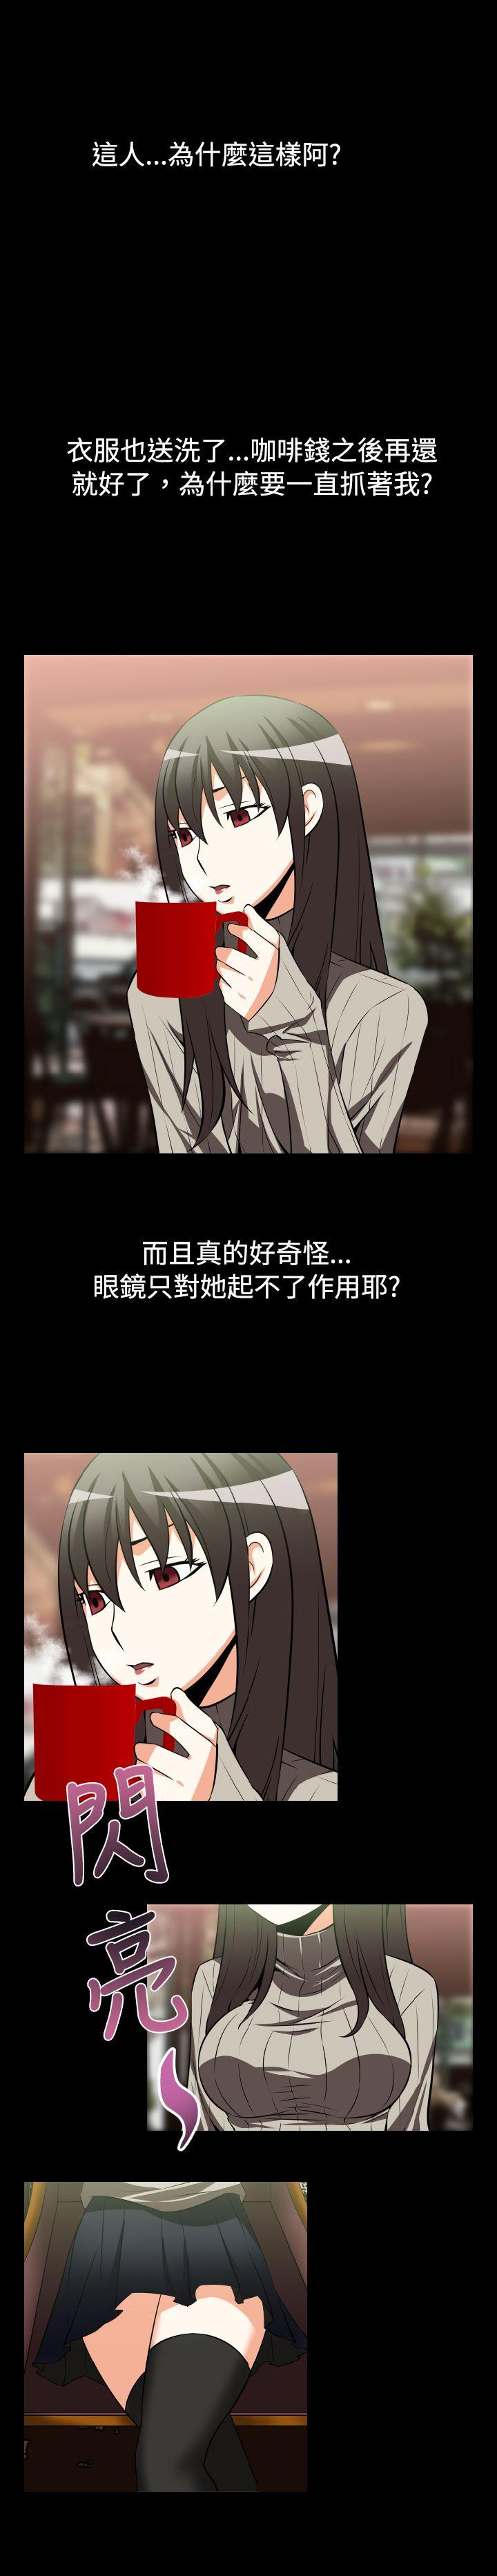 這人...為什麼這樣阿?
衣服也送洗了...咖啡錢之後再還
就好了，為什麼要一直抓著我?
而且真的好奇怪...
眼鏡只對她起不了作用耶?
閃
亮
~